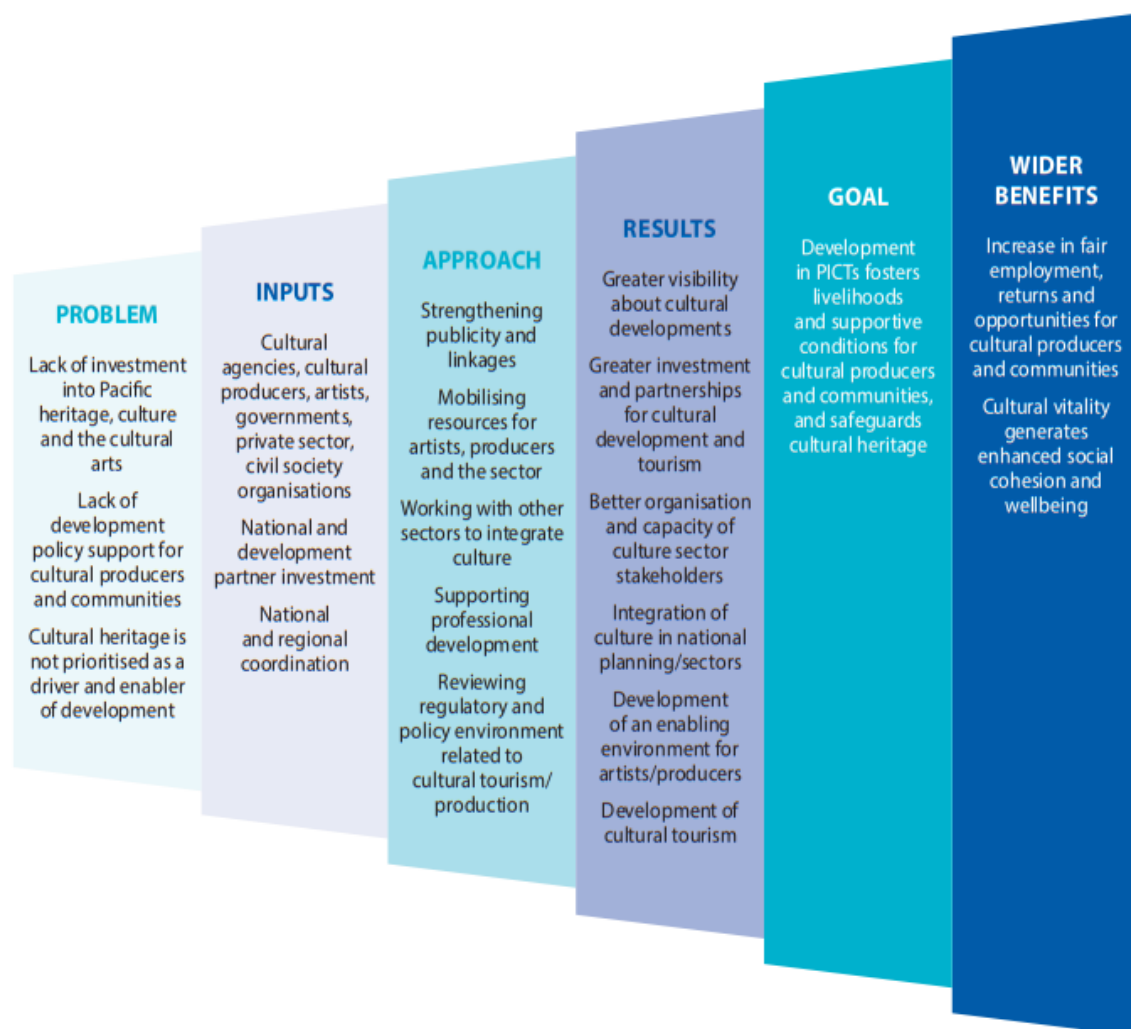 PROBLEM
Lack of investment
into Pacific
heritage, culture
and the cultural
arts
Lack of
development
policy support for
cultural producers
and communities
Cultural heritage is
not prioritised as a
driver and enabler
of development
INPUTS
Cultural
agencies, cultural
producers, artists,
governments,
private sector,
civil society
organisations
National and
development
partner investment
National
and regional
coordination
APPROACH
Strengthening
publicity and
linkages
Mobilising
resources for
artists, producers
and the sector
Working with other
sectors to integrate
culture
Supporting
professional
development
Reviewing
regulatory and
policy environment
related to
cultural tourism/
production
RESULTS
Greater visibility
about cultural
developments
Greater investment
and partnerships
for cultural
development and
tourism
Better organisation
and capacity of
culture sector
stakeholders
Integration of
culture in national
planning/sectors
Development
of an enabling
environment for
artists/producers
Development of
cultural tourism
GOAL
Development
in PICTs fosters
livelihoods
and supportive
conditions for
cultural producers
and communities,
and safeguards
cultural heritage
WIDER
BENEFITS
Increase in fair
employment,
returns and
opportunities for
cultural producers
and communities
Cultural vitality
generates
enhanced social
cohesion and
wellbeing